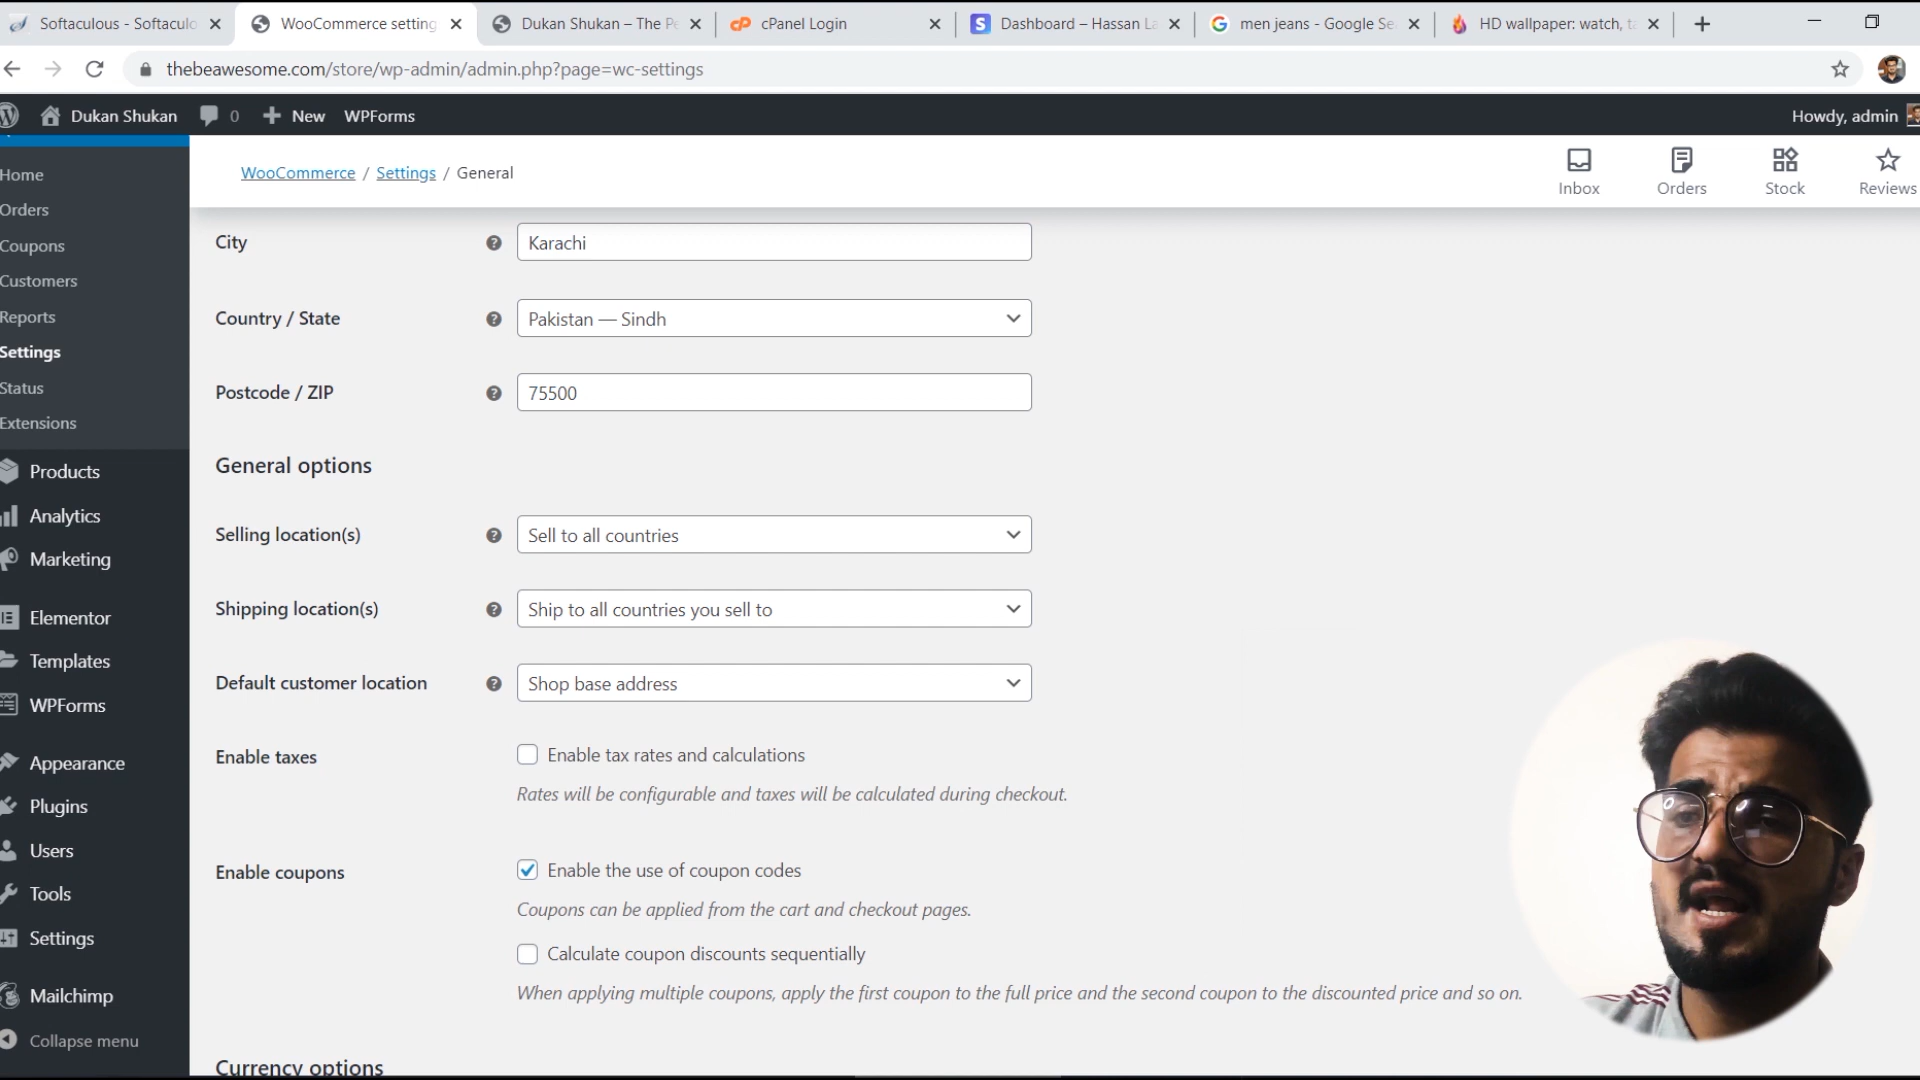 Softaculous - Softaculo
WooCommerce setting
Dukan Shukan – The Pe
cPanel Login
Dashboard – Hassan La
men jeans - Google Se
HD wallpaper: watch, ta
thebeawesome.com/store/wp-admin/admin.php?page=wc-settings
Dukan Shukan 0 New WPForms Howdy, admin
WooCommerce / Settings / General
Inbox Orders Stock Reviews
Home
Orders
Coupons
Customers
Reports
Settings
Status
Extensions
Products
Analytics
Marketing
Elementor
Templates
WPForms
Appearance
Plugins
Users
Tools
Settings
Mailchimp
Collapse menu
City Karachi
Country / State Pakistan — Sindh
Postcode / ZIP 75500
General options
Selling location(s) Sell to all countries
Shipping location(s) Ship to all countries you sell to
Default customer location Shop base address
Enable taxes Enable tax rates and calculations
Rates will be configurable and taxes will be calculated during checkout.
Enable coupons Enable the use of coupon codes
Coupons can be applied from the cart and checkout pages.
Calculate coupon discounts sequentially
When applying multiple coupons, apply the first coupon to the full price and the second coupon to the discounted price and so on.
Currency options